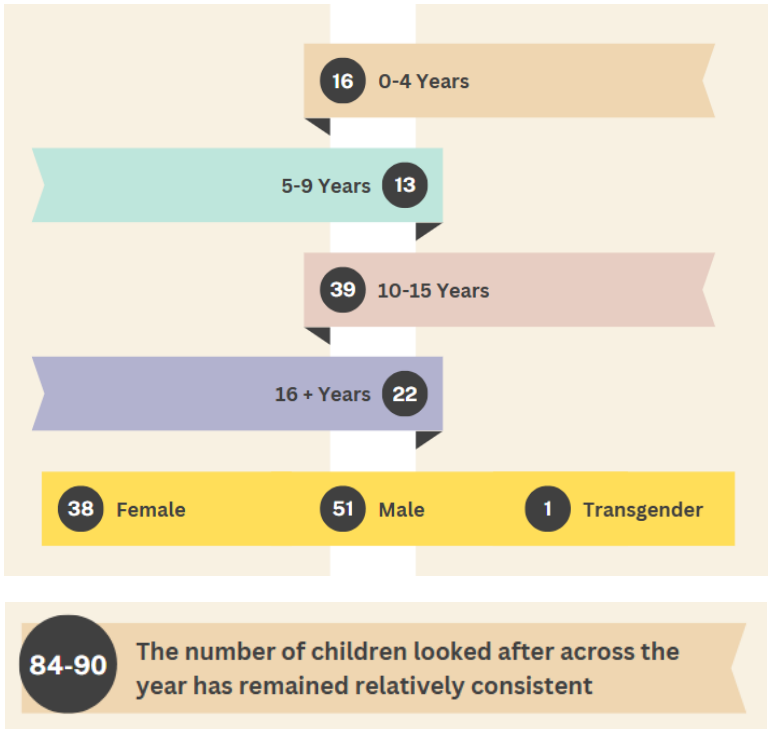 16 0-4 Years
5-9 Years 13
39 10-15 Years
16 + Years 22
38 Female 51 Male 1 Transgender
84-90
The number of children looked after across the
year has remained relatively consistent